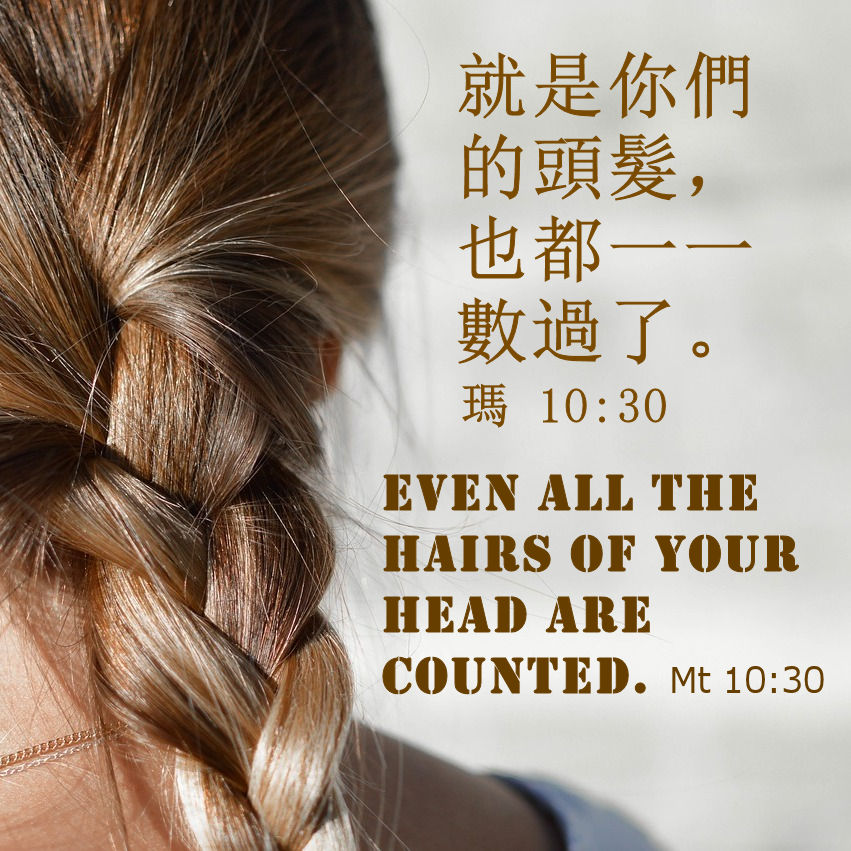 就是你們
的頭髮，
也都一一
數過了。
瑪 10:30
EVEN ALL THE
HAIRS OF YOUR
HEAD ARE
COUNTED. Mt 10:30